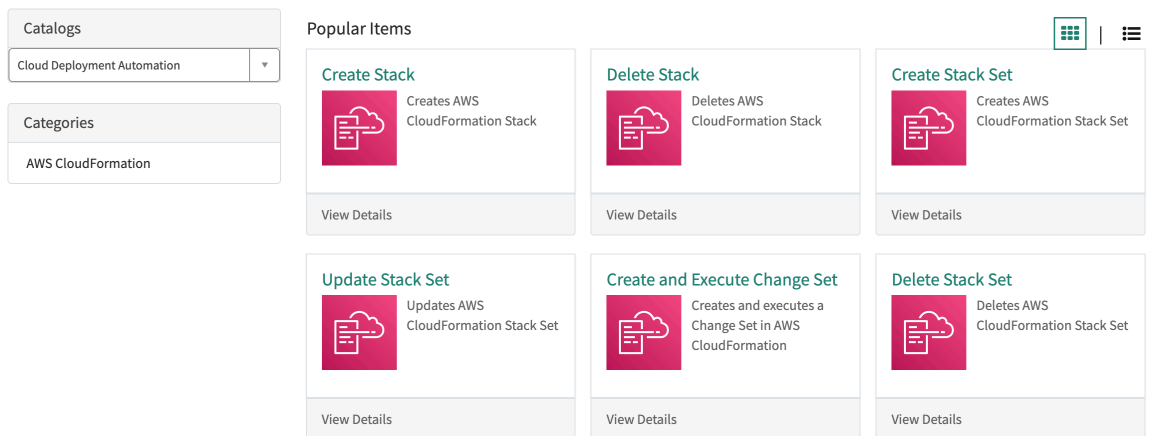 Catalogs
Cloud Deployment Automation
Categories
AWS CloudFormation
Popular Items
Create Stack
Creates AWS
CloudFormation Stack
View Details
Delete Stack
Deletes AWS
CloudFormation Stack
View Details
Create Stack Set
Creates AWS
CloudFormation Stack Set
View Details
Update Stack Set
Updates AWS
CloudFormation Stack Set
View Details
Create and Execute Change Set
Creates and executes a
Change Set in AWS
CloudFormation
View Details
Delete Stack Set
Deletes AWS
CloudFormation Stack Set
View Details